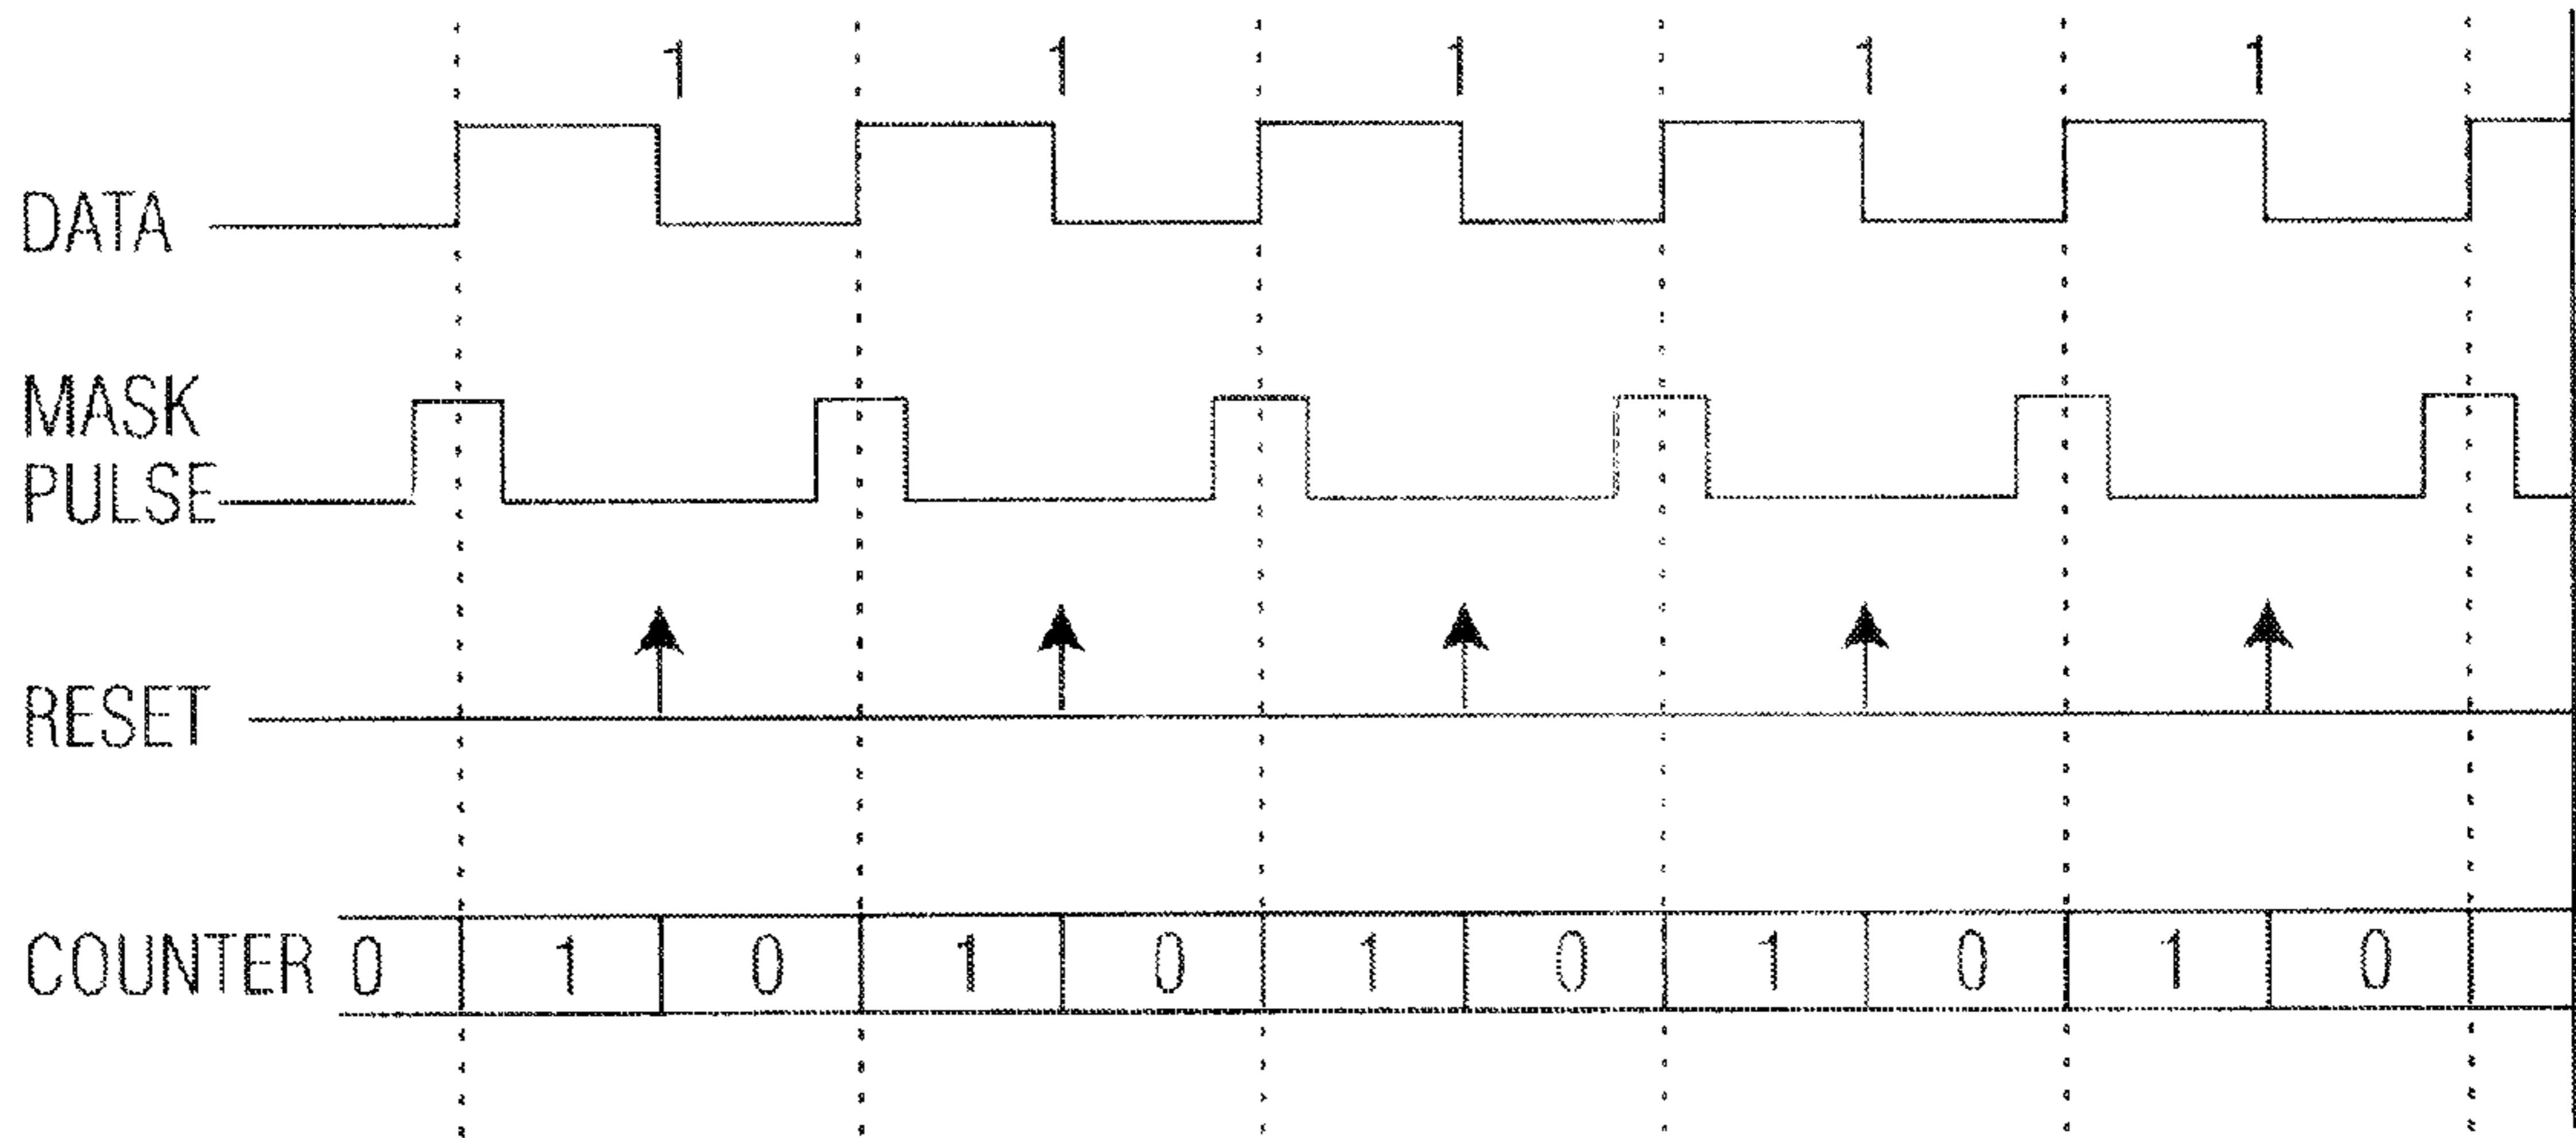 1 1 1 1 1
DATA
MASK
PULSE
RESET
COUNTER 0 1 0 1 0 1 0 1 0 1 0